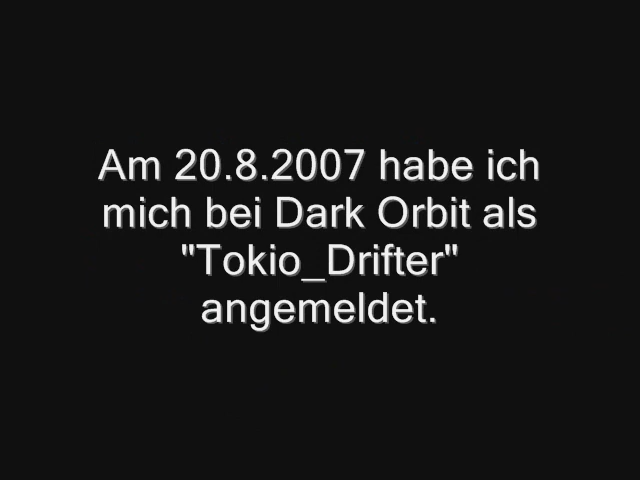 Am 20.8.2007 habe ich
mich bei Dark Orbit als
"Tokio_Drifter"
angemeldet.